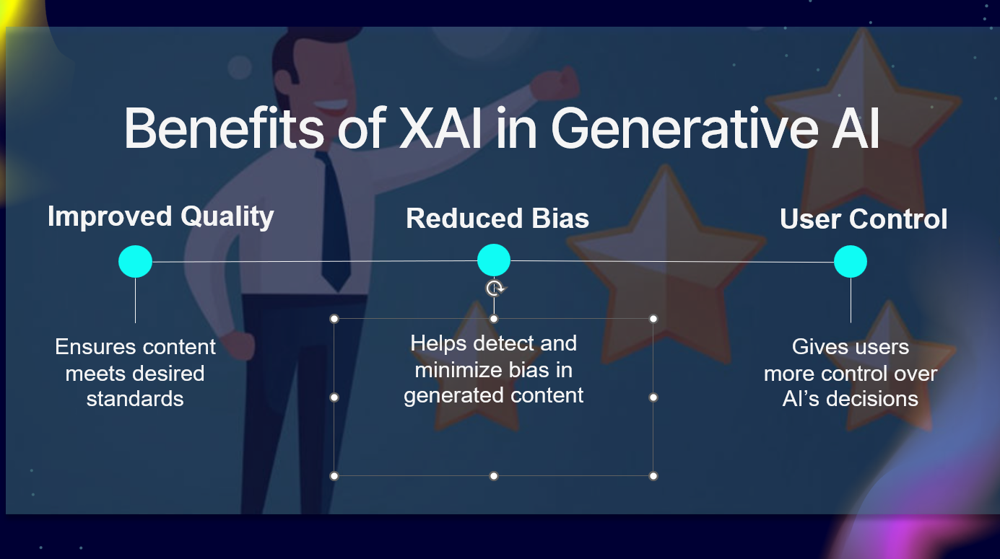 Benefits of XAI in Generative AI
Improved Quality
Reduced Bias
User Control
Ensures content
meets desired
standards
Helps detect and
minimize bias in
generated content
Gives users
more control over
AI’s decisions